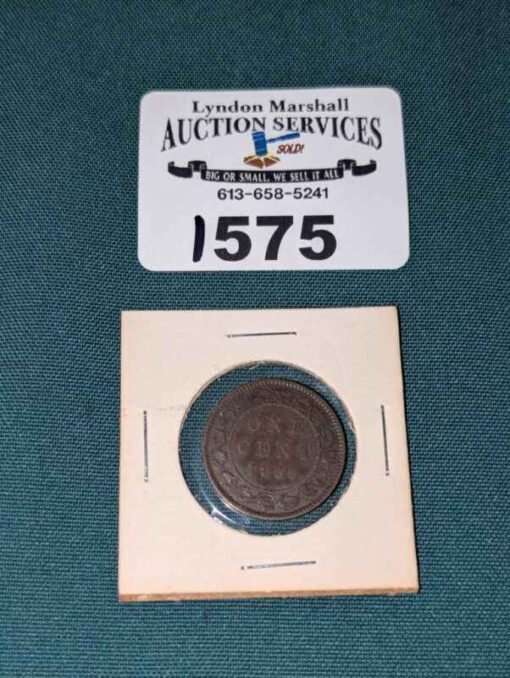 Lyndon Marshall
AUCTION SERVICES
SOLD!
BIG OR SMALL, WE SELL IT ALL
613-658-5241
1575
ONE
CENT